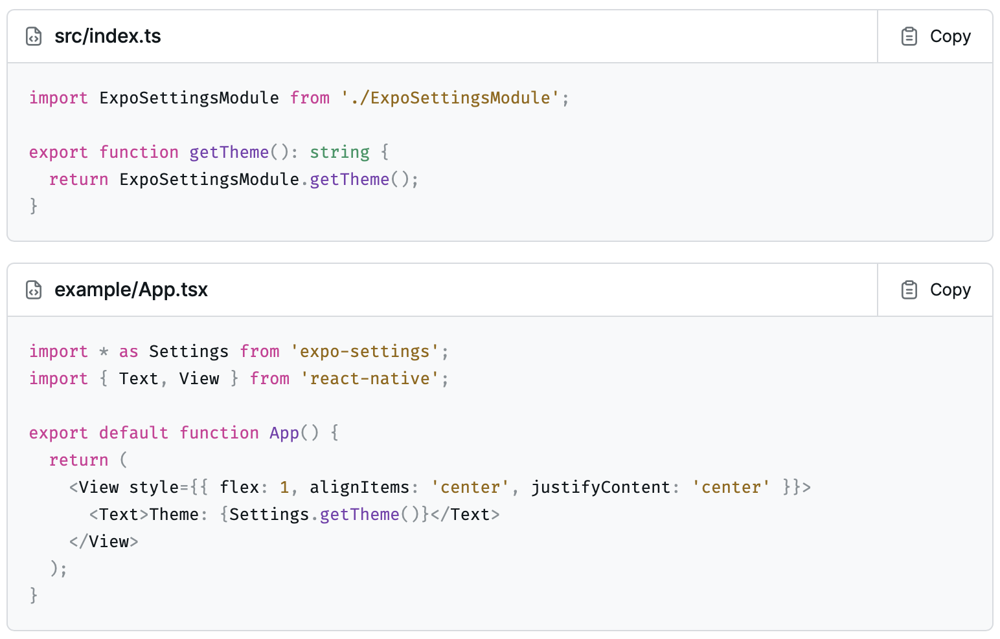 src/index.ts
Copy
import ExpoSettingsModule from './ExpoSettingsModule';
export function getTheme(): string {
  return ExpoSettingsModule.getTheme();
}
example/App.tsx
Copy
import * as Settings from 'expo-settings';
import { Text, View } from 'react-native';
export default function App() {
  return (
    <View style={{ flex: 1, alignItems: 'center', justifyContent: 'center' }}>
      <Text>Theme: {Settings.getTheme()}</Text>
    </View>
  );
}